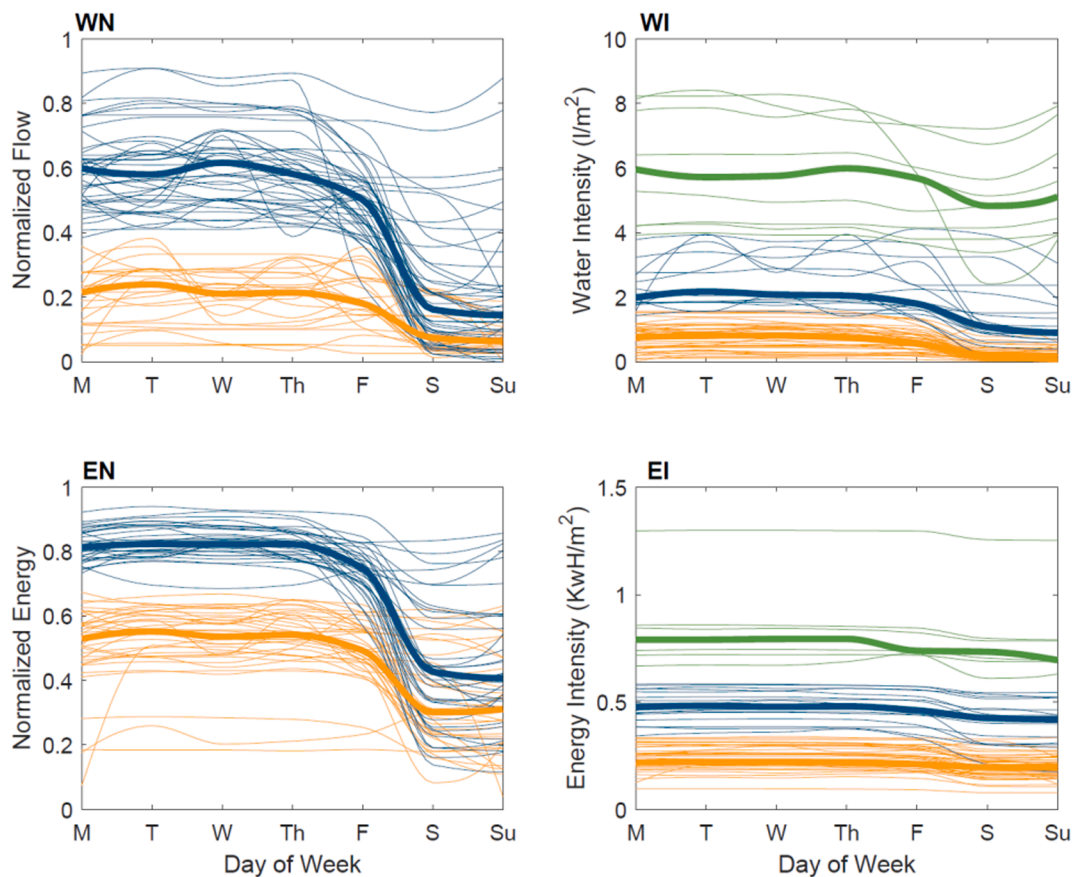 WN
Normalized Flow
1
0.8
0.6
0.4
0.2
0
M T W Th F S Su
WI
Water Intensity (l/m²)
10
8
6
4
2
0
M T W Th F S Su
EN
Normalized Energy
1
0.8
0.6
0.4
0.2
0
M T W Th F S Su
Day of Week
EI
Energy Intensity (KwH/m²)
1.5
1
0.5
0
M T W Th F S Su
Day of Week